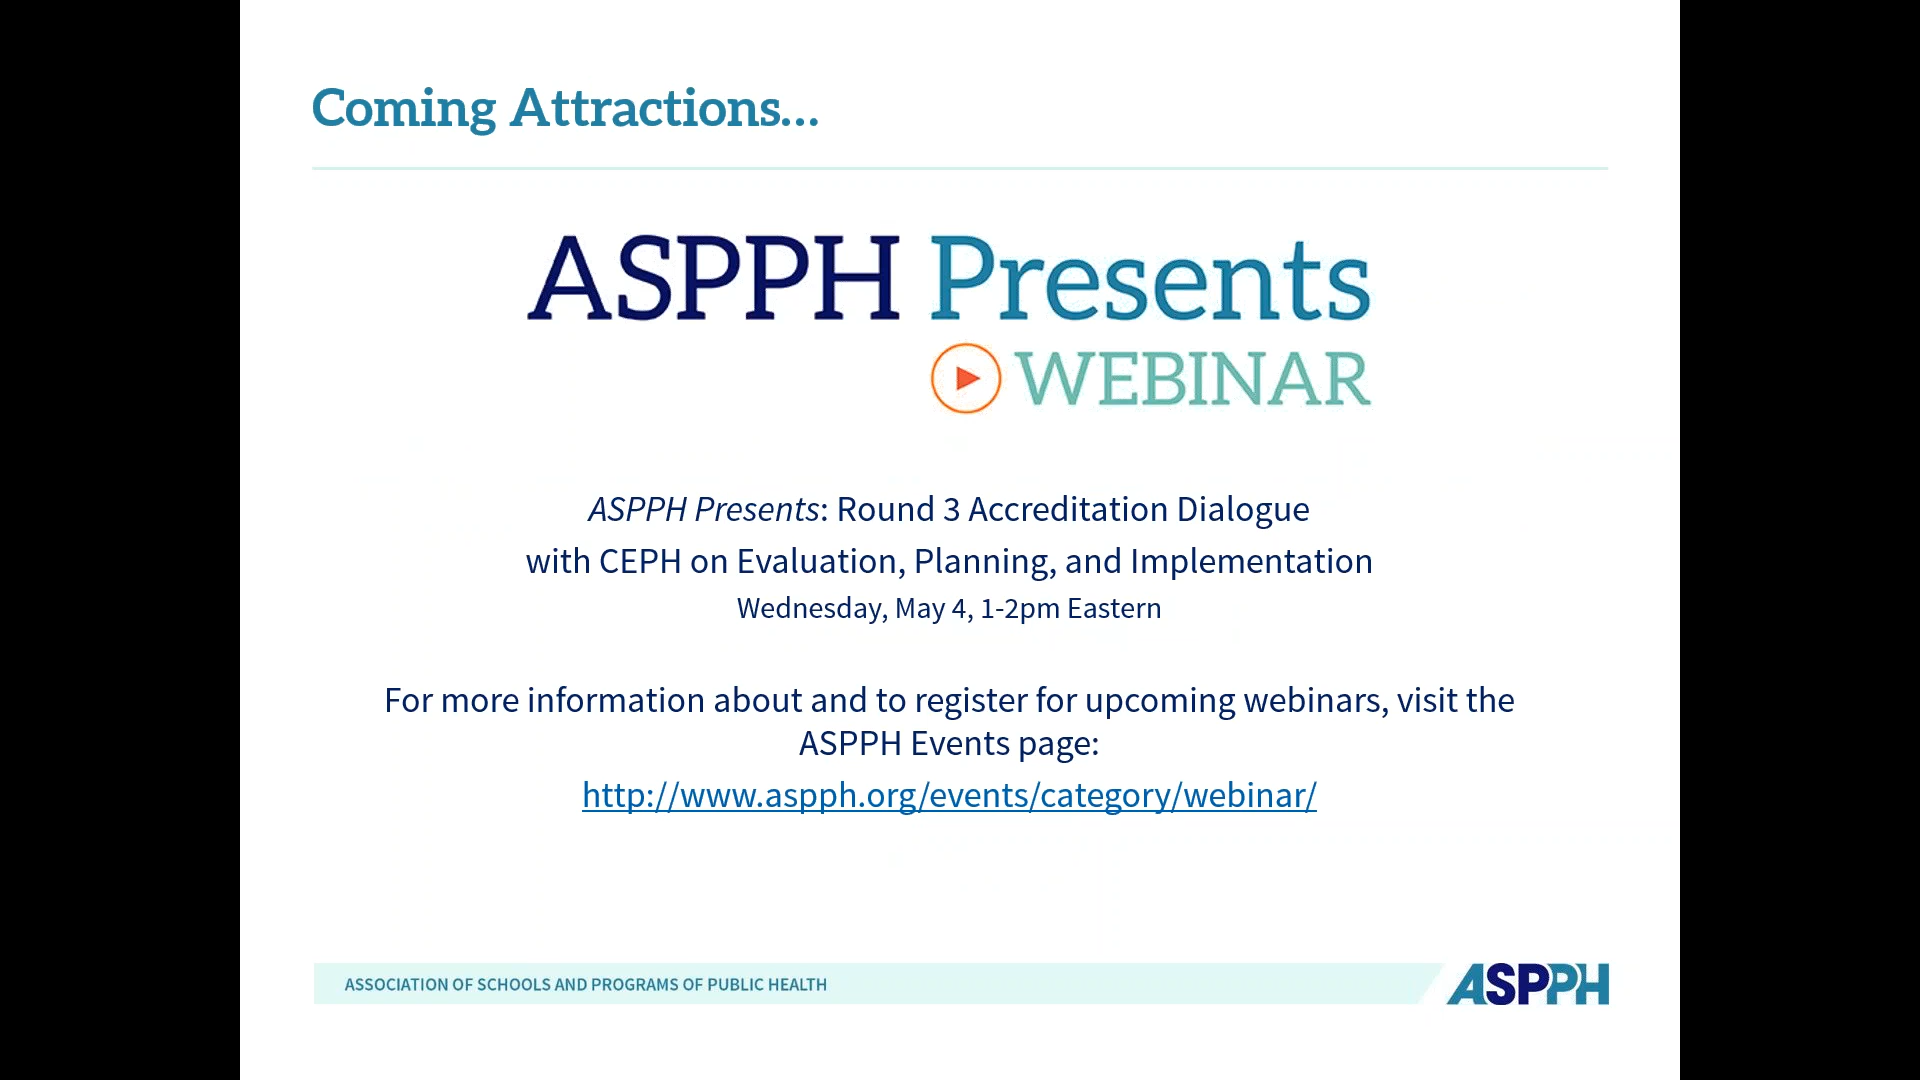 Coming Attractions...
ASPPH Presents
WEBINAR
ASPPH Presents: Round 3 Accreditation Dialogue
with CEPH on Evaluation, Planning, and Implementation
Wednesday, May 4, 1-2pm Eastern
For more information about and to register for upcoming webinars, visit the
ASPPH Events page:
http://www.aspph.org/events/category/webinar/
ASSOCIATION OF SCHOOLS AND PROGRAMS OF PUBLIC HEALTH
ASPPH